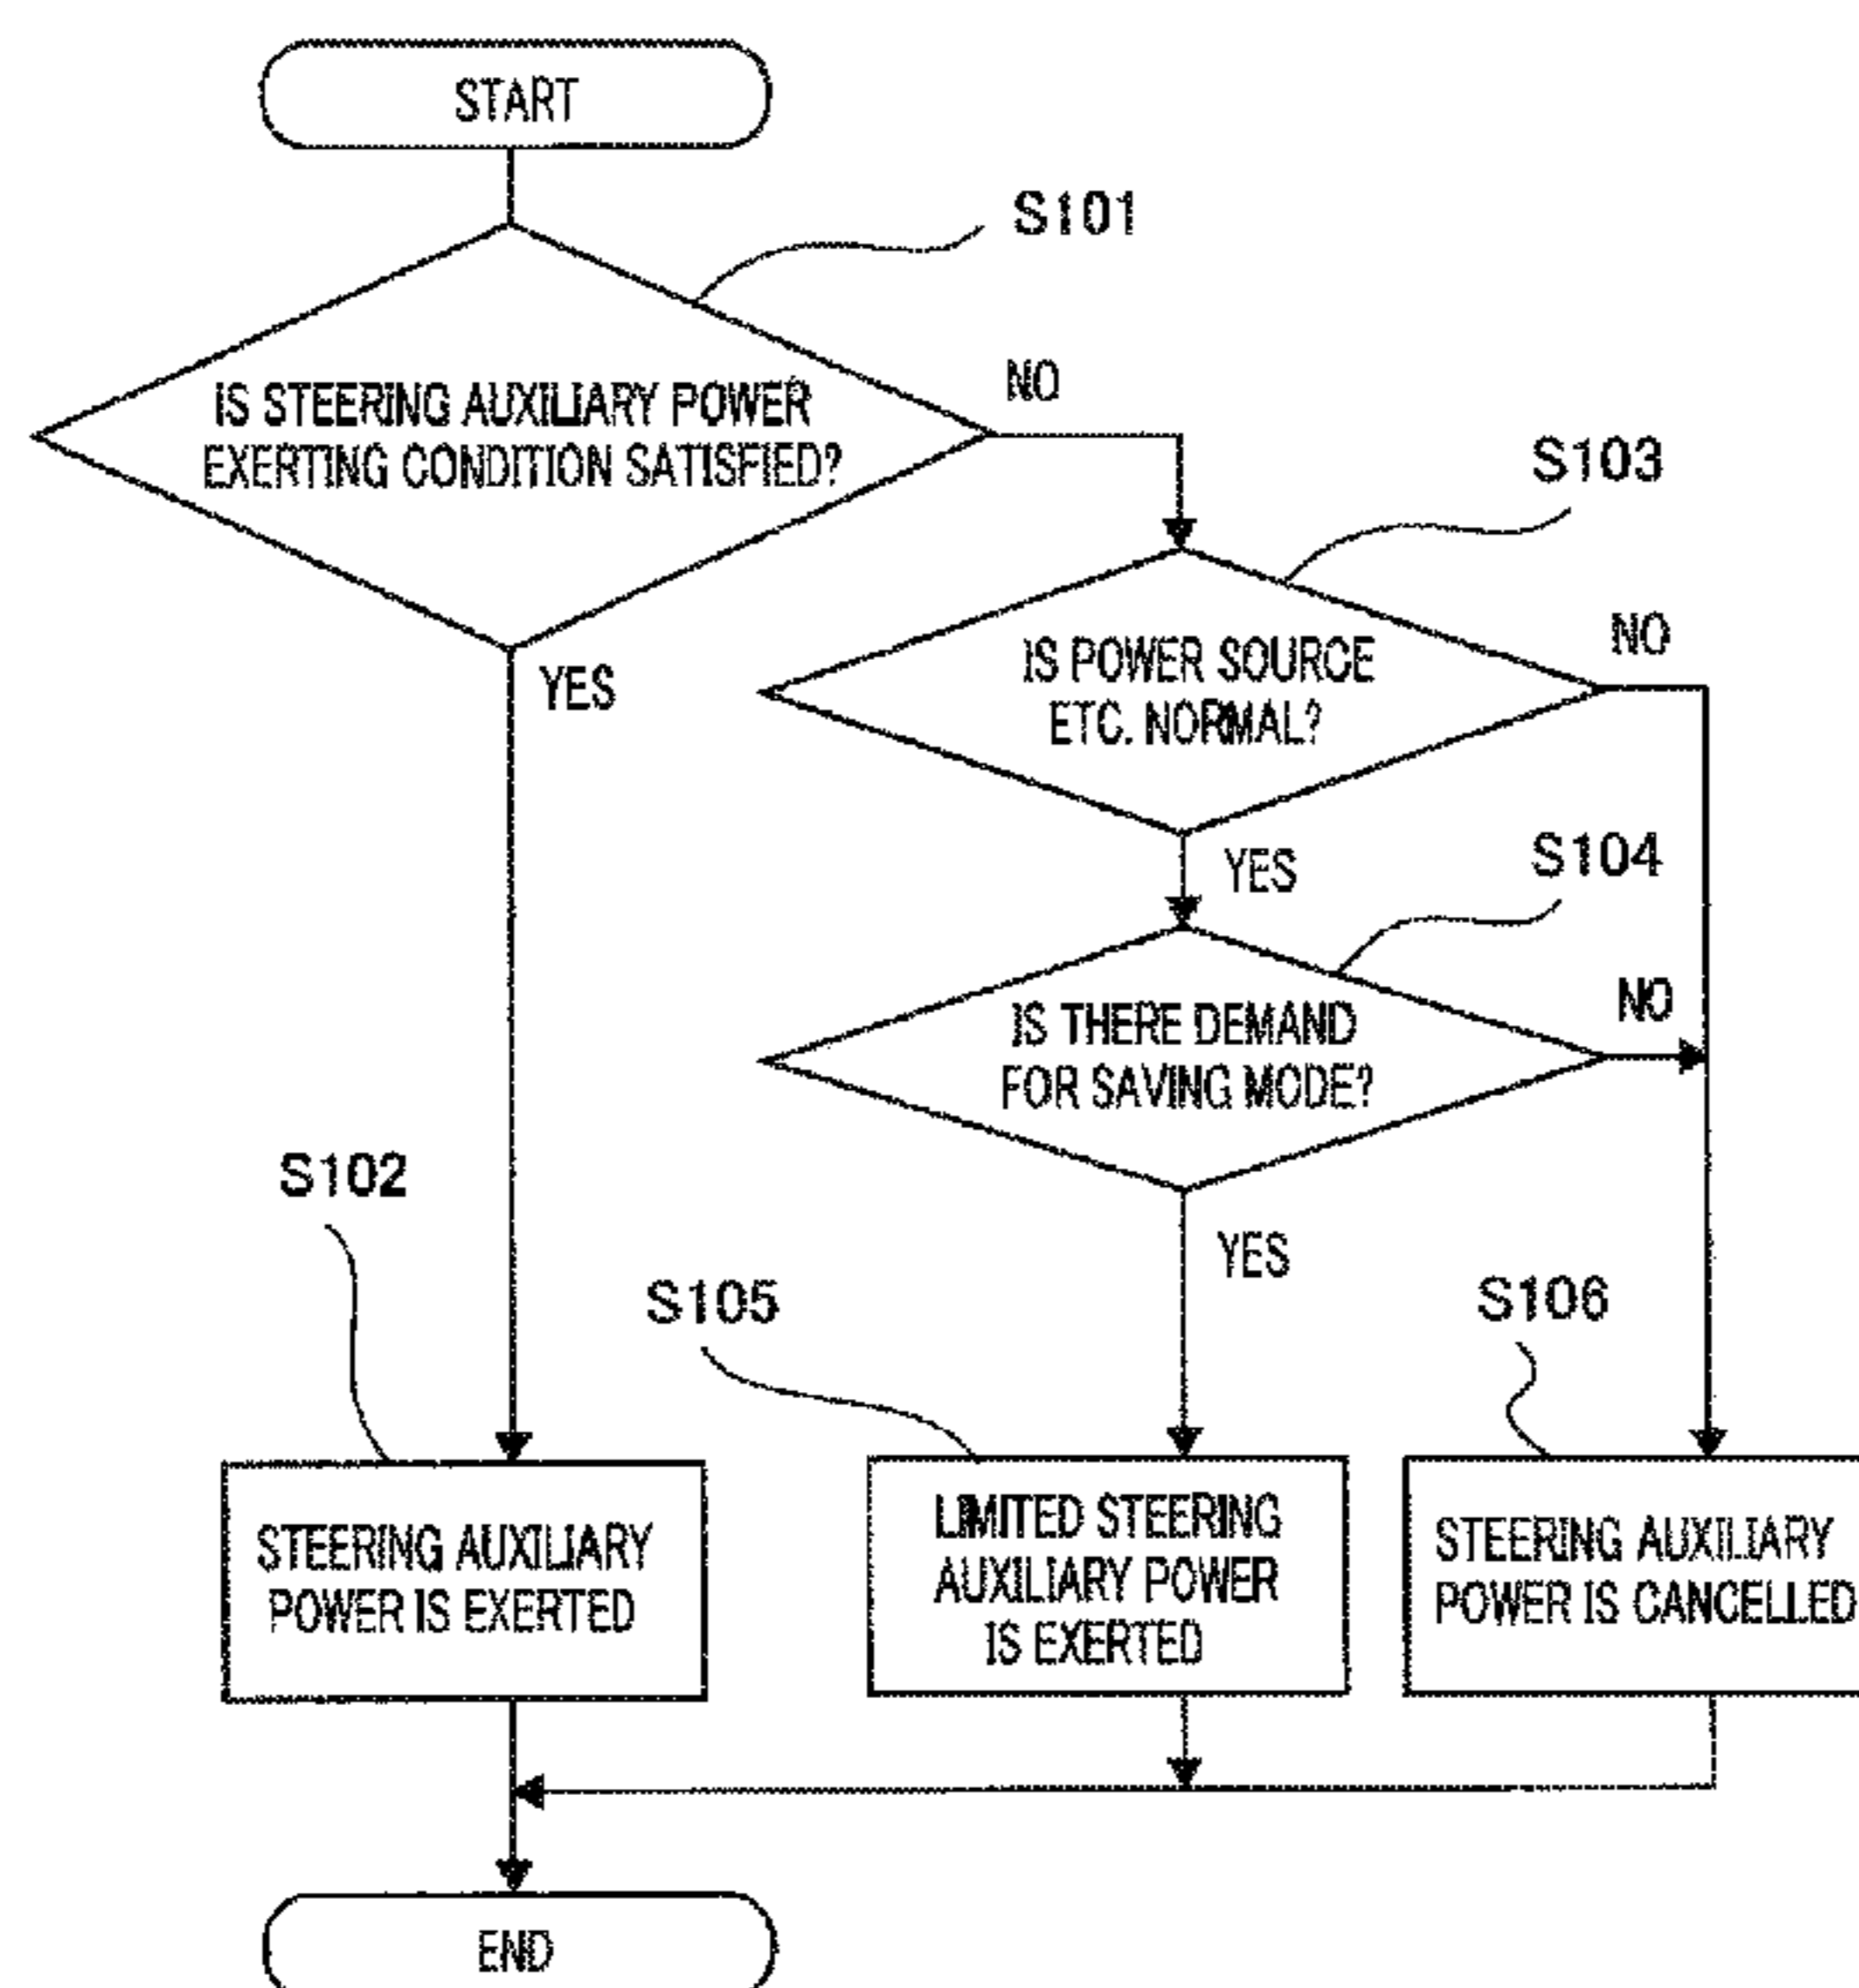 START
S101
IS STEERING AUXILIARY POWER
EXERTING CONDITION SATISFIED?
NO
YES
S103
IS POWER SOURCE
ETC. NORMAL?
NO
YES
S104
IS THERE DEMAND
FOR SAVING MODE?
NO
YES
S102
S105
S106
STEERING AUXILIARY
POWER IS EXERTED
LIMITED STEERING
AUXILIARY POWER
IS EXERTED
STEERING AUXILIARY
POWER IS CANCELLED
END